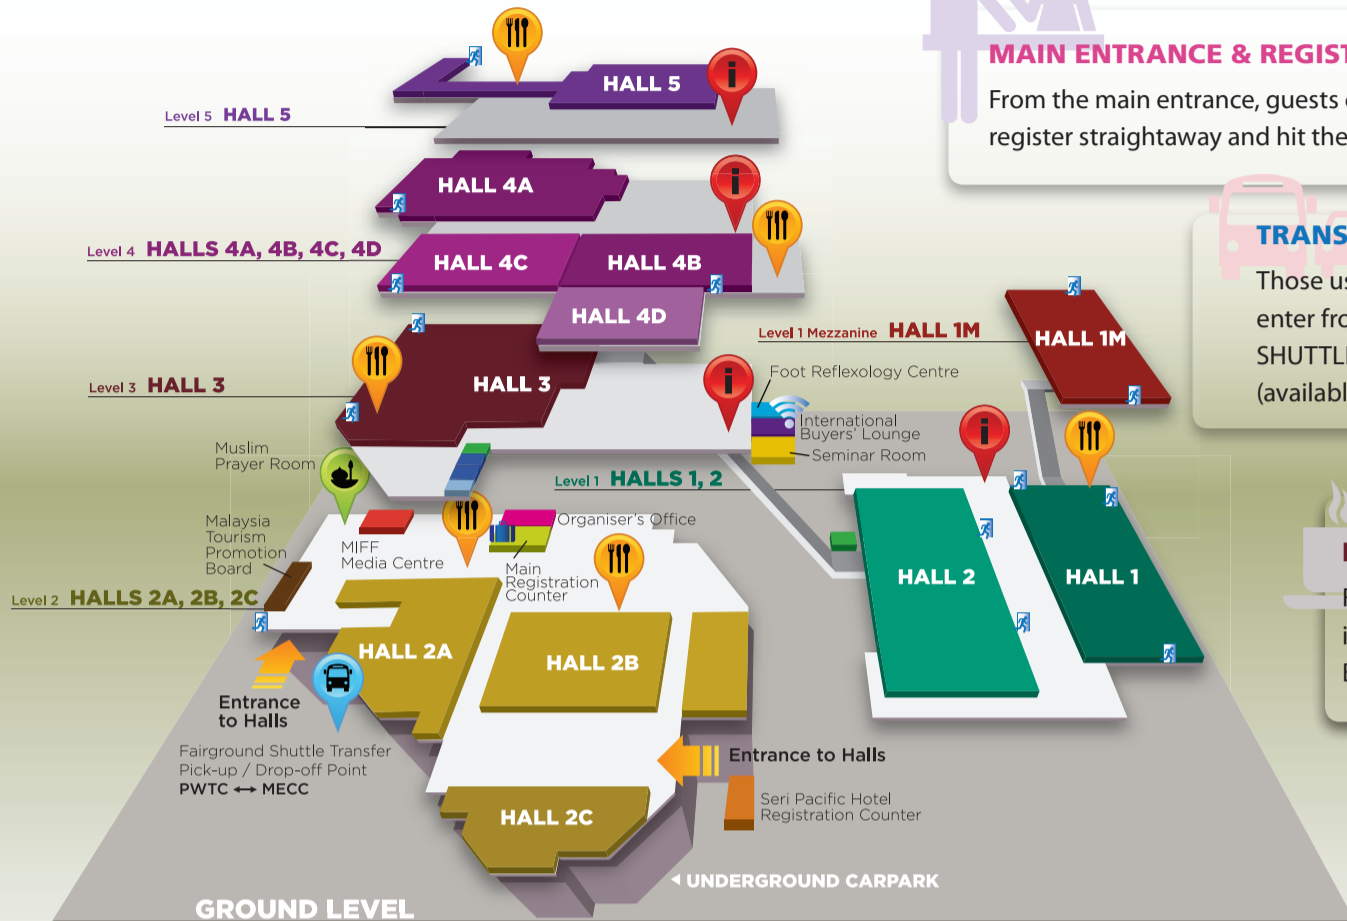 MAIN ENTRANCE & REGIST
From the main entrance, guests
register straightaway and hit the
TRANS
Those us
enter fro
SHUTTL
(availabl
HALL 5
Level 5 HALL 5
HALL 4A
Level 4 HALLS 4A, 4B, 4C, 4D
HALL 4C
HALL 4B
HALL 4D
Level 1 Mezzanine HALL 1M
HALL 1M
Level 3 HALL 3
HALL 3
Foot Reflexology Centre
International
Buyers' Lounge
Seminar Room
Muslim
Prayer Room
Level 1 HALLS 1, 2
Malaysia
Tourism
Promotion
Board
MIFF
Media Centre
Organiser's Office
Main
Registration
Counter
HALL 2
HALL 1
Level 2 HALLS 2A, 2B, 2C
HALL 2A
HALL 2B
Entrance
to Halls
Fairground Shuttle Transfer
Pick-up / Drop-off Point
PWTC ↔ MECC
Entrance to Halls
Seri Pacific Hotel
Registration Counter
HALL 2C
UNDERGROUND CARPARK
GROUND LEVEL